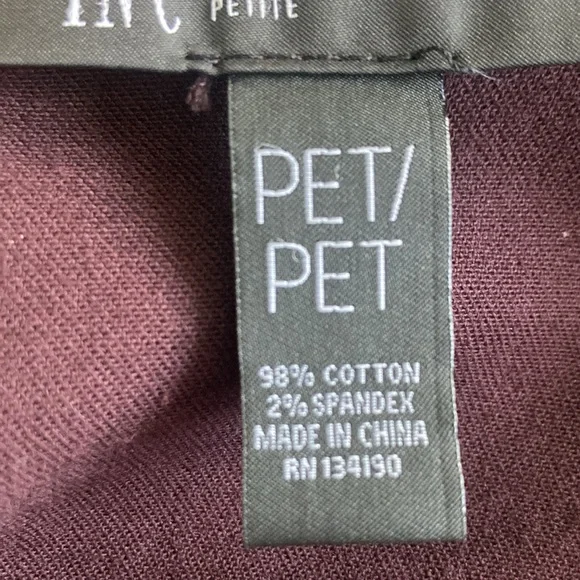 INC PETITE
PET/
PET
98% COTTON
2% SPANDEX
MADE IN CHINA
RN 134190